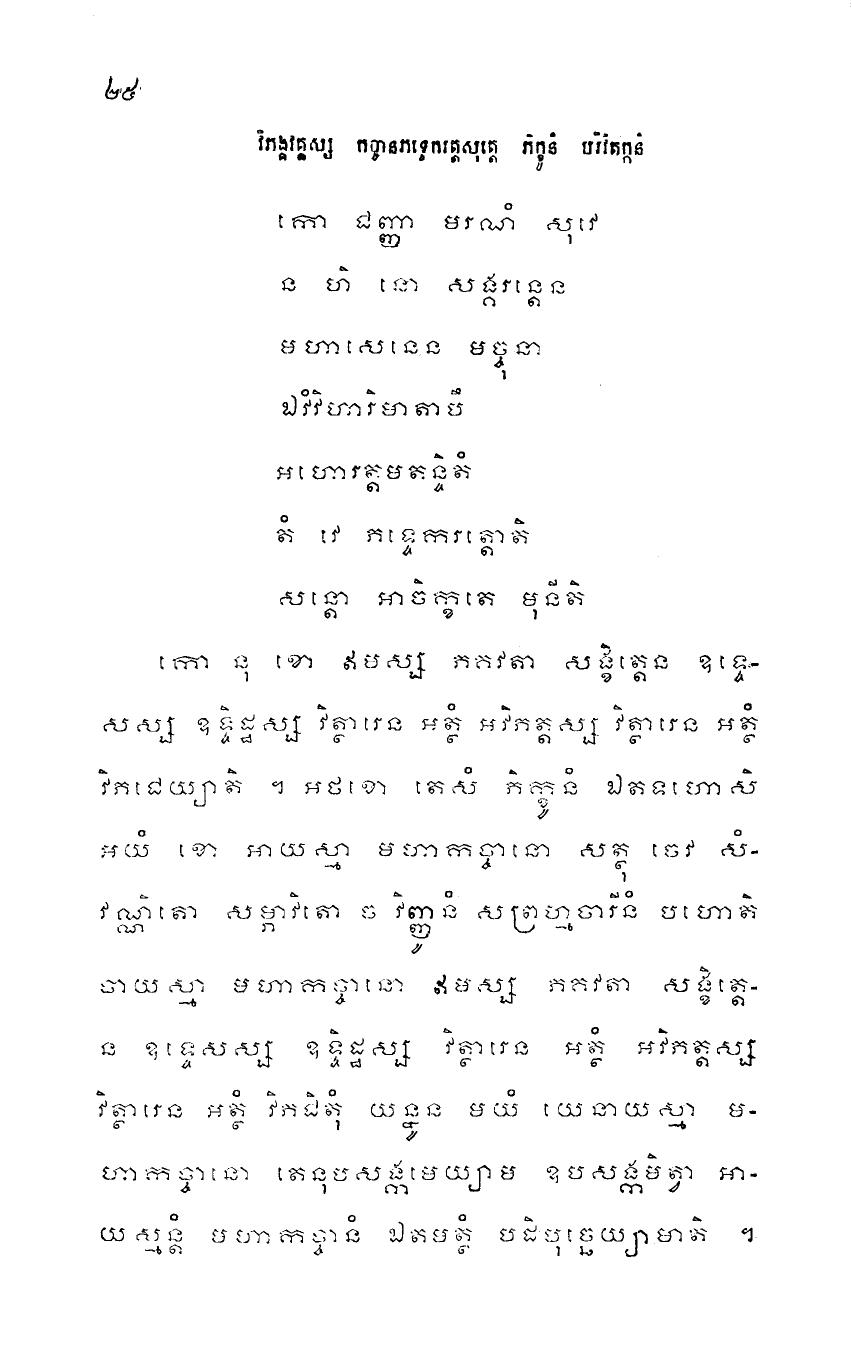 ២៥
វិភង្គវគ្គស្ស កច្ចានភទ្ទេករត្តសុត្តេ ភិក្ខូនំ បរិវិតក្កនំ
កោ ជញ្ញា មរណំ សុវេ
ន ហិ នោ សង្គរន្តេន
មហាសេនេន មច្ចុនា
ឯវំវិហារិមាតាបឹ
អហោរត្តមតន្ទិតំ
តំ វេ ភទ្ទេការត្តោតិ
សន្តោ អាចិក្ខតេ មុនីតិ
កោ នុ ខោ ឥមស្ស ភគវតា សង្ខិត្តេន ឧទ្ទេ-
សស្ស ឧទ្ទិដ្ឋស្ស វិត្ថារេន អត្ថំ អវិភត្តស្ស វិត្ថារេន អត្ថំ
វិភជេយ្យាតិ ។ អថខោ តេសំ ភិក្ខូនំ ឯតទហោសិ
អយំ ខោ អាយស្មា មហាកច្ចានោ សត្ថុ ចេវ សំ-
វណ្ណិតោ សម្ភាវិតោ ច វិញ្ញូនំ សព្រហ្មចារីនំ បហោតិ
ចាយស្មា មហាកច្ចានោ ឥមស្ស ភគវតា សង្ខិត្តេ-
ន ឧទ្ទេសស្ស ឧទ្ទិដ្ឋស្ស វិត្ថារេន អត្ថំ អវិភត្តស្ស
វិត្ថារេន អត្ថំ វិភជិតុំ យន្នូន មយំ យេនាយស្មា ម-
ហាកច្ចានោ តេនុបសង្កមេយ្យាម ឧបសង្កមិត្វា អា-
យស្មន្តំ មហាកច្ចានំ ឯតមត្ថំ បដិបុច្ឆេយ្យាមាតិ ។